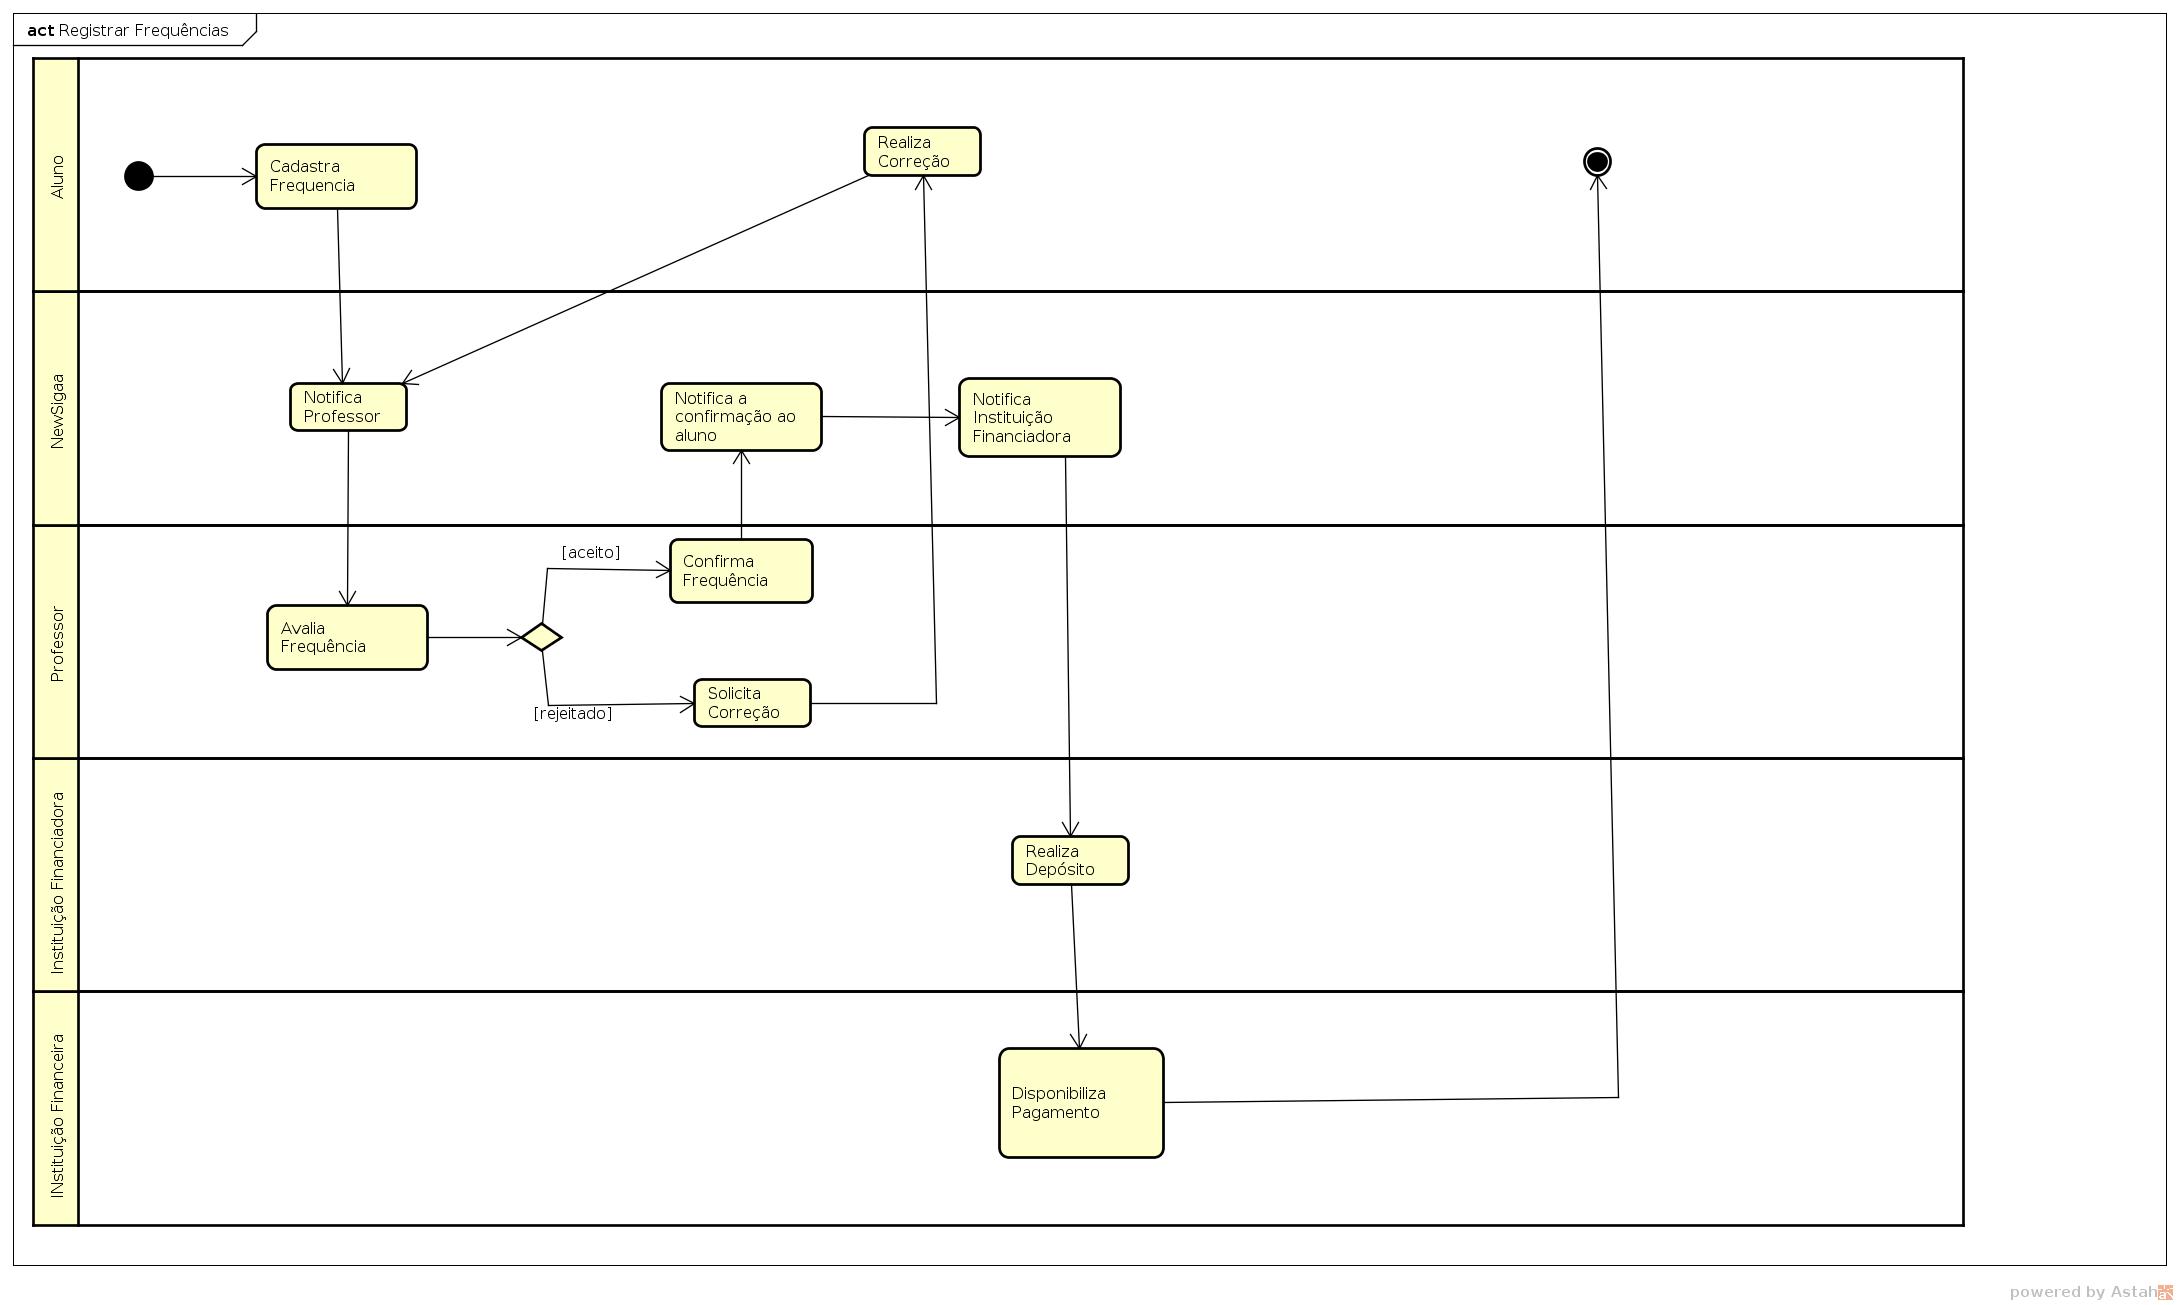 act Registrar Frequências
Aluno
Cadastra
Frequencia
Realiza
Correção
NewSigaa
Notifica
Professor
Notifica a
confirmação ao
aluno
Notifica
Instituição
Financiadora
Professor
Avalia
Frequência
[aceito]
Confirma
Frequência
[rejeitado]
Solicita
Correção
Instituição Financiadora
Realiza
Depósito
INstituição Financeira
Disponibiliza
Pagamento
powered by Astah